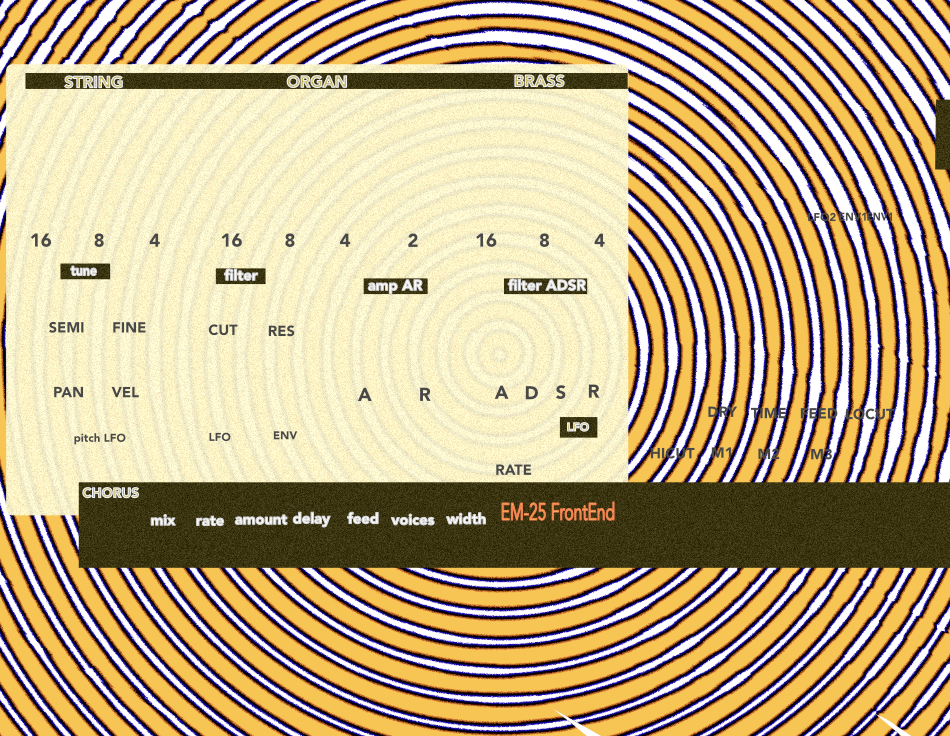 STRING ORGAN BRASS
LFO2 ENV1ENV1
16 8 4 16 8 4 2 16 8 4
tune filter amp AR filter ADSR
SEMI FINE CUT RES
PAN VEL A R A D S R
DRY TIME FEED LOCUT
pitch LFO LFO ENV LFO
HICUT M1 M2 M3
RATE
CHORUS
mix rate amount delay feed voices width EM-25 FrontEnd